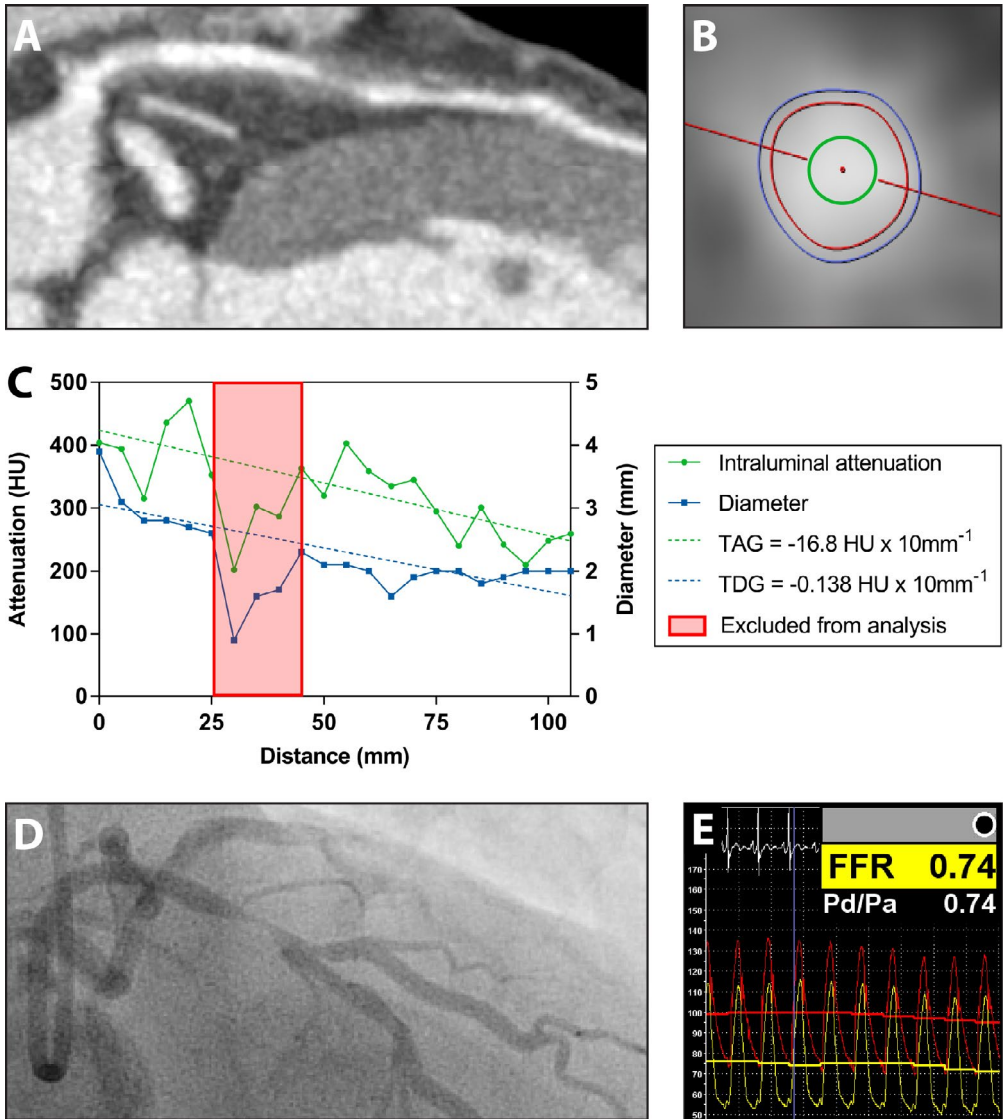 A
B
C
500
400
300
200
100
0
Attenuation (HU)
5
4
3
2
1
0
Diameter (mm)
0
25
50
75
100
Distance (mm)
Intraluminal attenuation
Diameter
TAG = -16.8 HU x 10mm-1
TDG = -0.138 HU x 10mm-1
Excluded from analysis
D
E
FFR 0.74
Pd/Pa 0.74
170
150
140
130
120
110
100
90
80
70
60
50